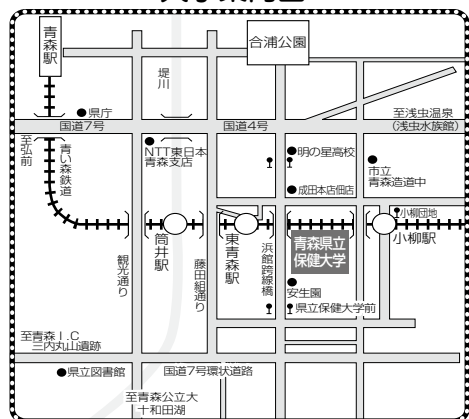 青森駅
合浦公園
堤川
県庁
国道7号
国道4号
至浅虫温泉
(浅虫水族館)
至弘前
青い森鉄道
NTT東日本
青森支店
明の星高校
市立
青森造道中
成田本店佃店
小柳団地
観光通り
筒井駅
藤田組通り
東青森駅
浜館跨線橋
青森県立
保健大学
小柳駅
安生園
県立保健大学前
至青森I.C
三内丸山遺跡
県立図書館
国道7号環状道路
至青森公立大
十和田湖